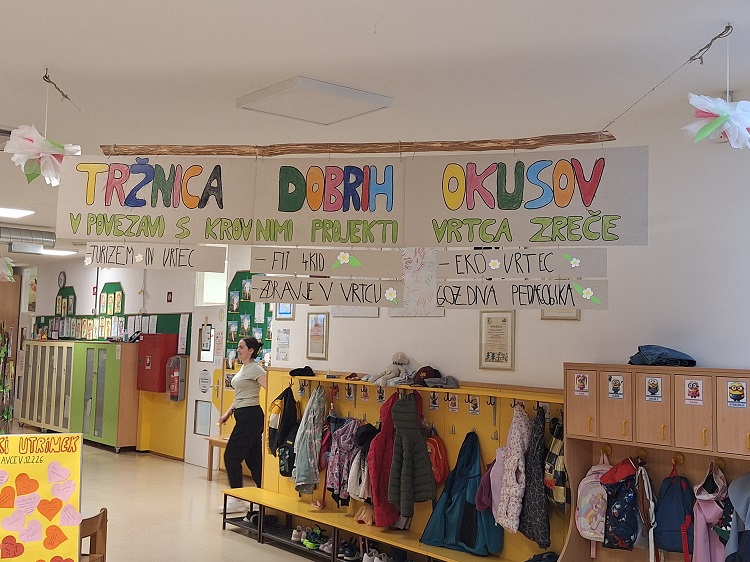 TRŽNICA DOBRIH OKUSOV
V POVEZAVI S KROVNIMI PROJEKTI VRTCA ZREČE
TURIZEM IN VRTEC
- FIT 4KID
- EKO VRTEC
- ZDRAVJE V VRTCU
GOZDNA PEDAGOGIKA
UTRINEK